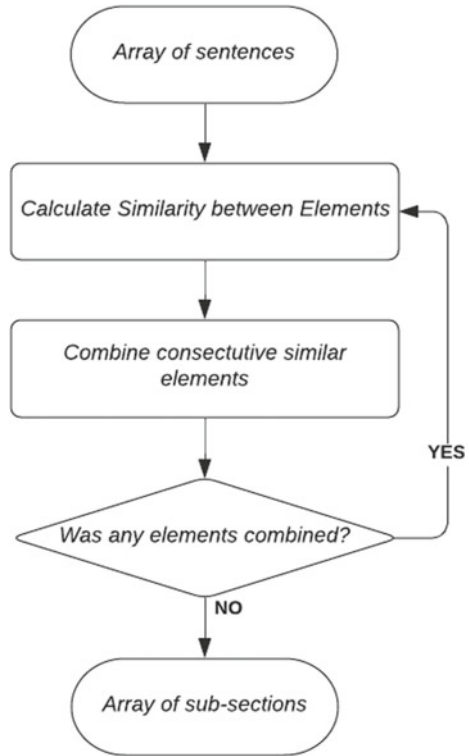 Array of sentences
Calculate Similarity between Elements
Combine consectutive similar
elements
YES
Was any elements combined?
NO
Array of sub-sections